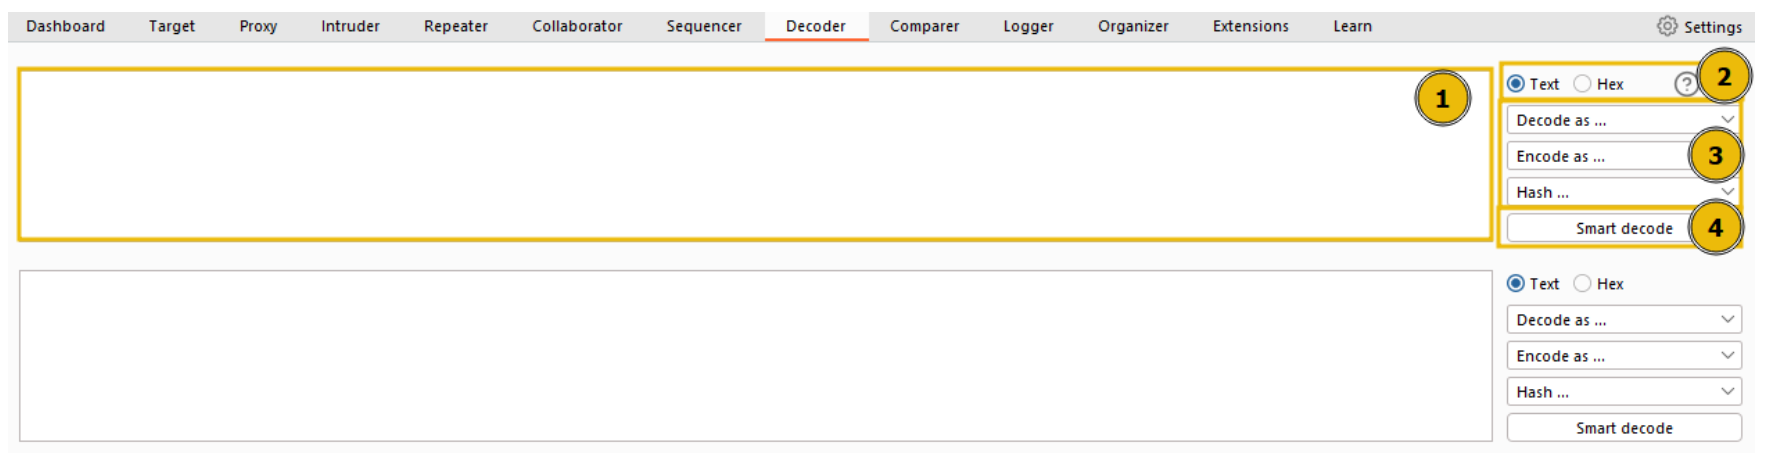 Dashboard Target Proxy Intruder Repeater Collaborator Sequencer Decoder Comparer Logger Organizer Extensions Learn Settings
1
Text Hex ? 2
Decode as ...
Encode as ... 3
Hash ...
Smart decode 4
Text Hex
Decode as ...
Encode as ...
Hash ...
Smart decode